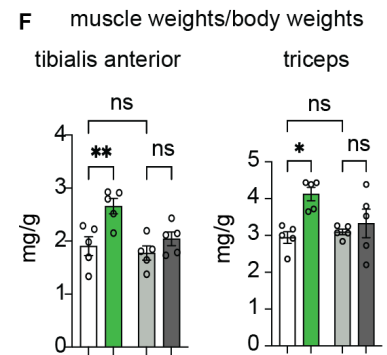 F muscle weights/body weights
tibialis anterior
triceps
ns
** ns
4
3
2
1
0
mg/g
ns
* ns
5
4
3
2
1
0
mg/g